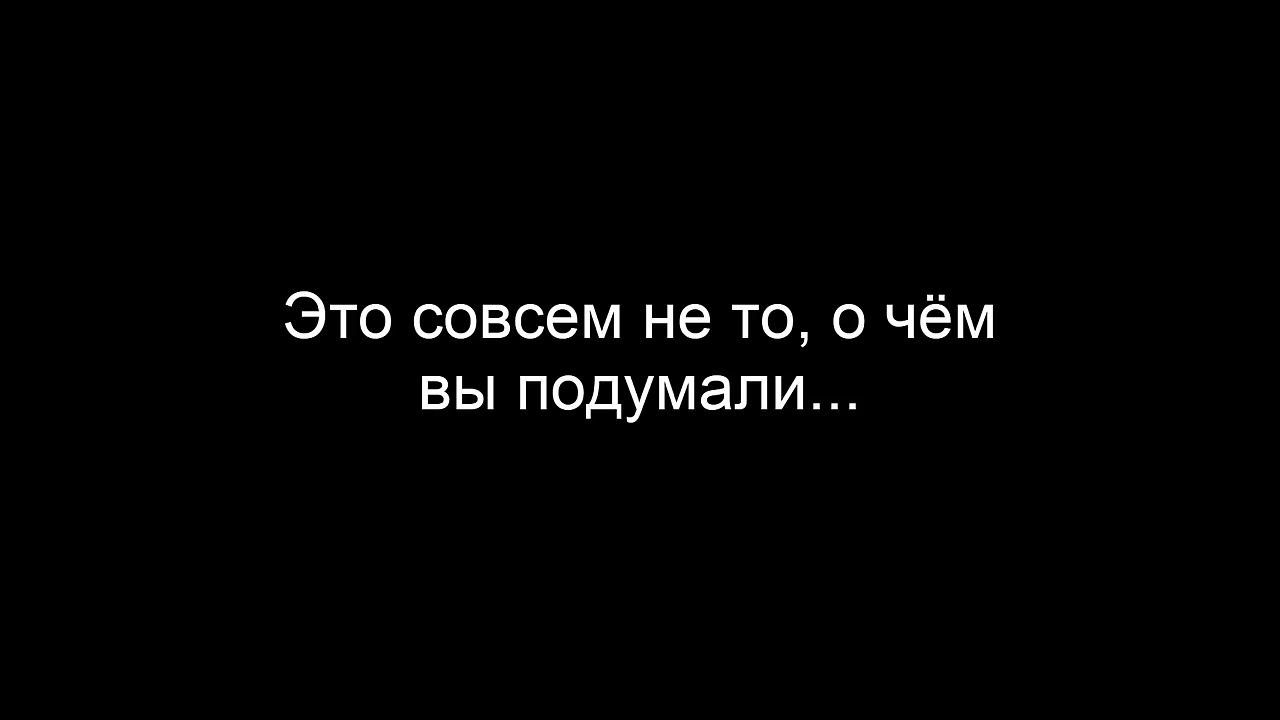 Это совсем не то, о чём
вы подумали...